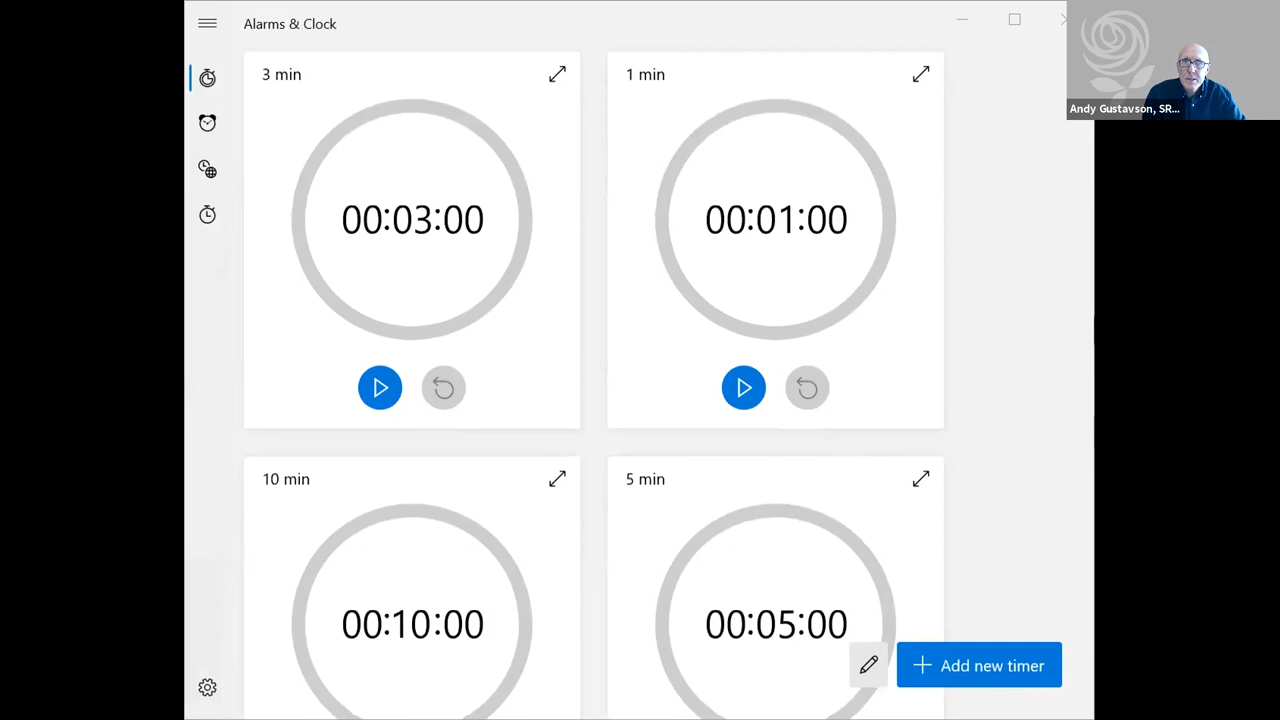 Alarms & Clock
3 min
1 min
00:03:00
00:01:00
10 min
5 min
00:10:00
00:05:00
Add new timer
Andy Gustavson, SR...